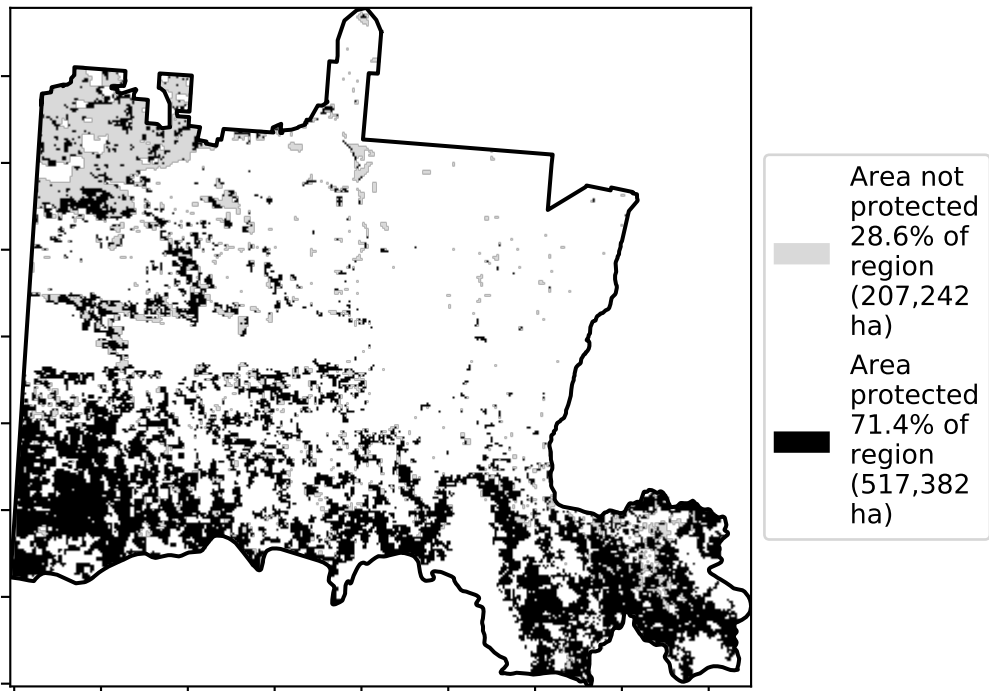 Area not
protected
28.6% of
region
(207,242
ha)
Area
protected
71.4% of
region
(517,382
ha)